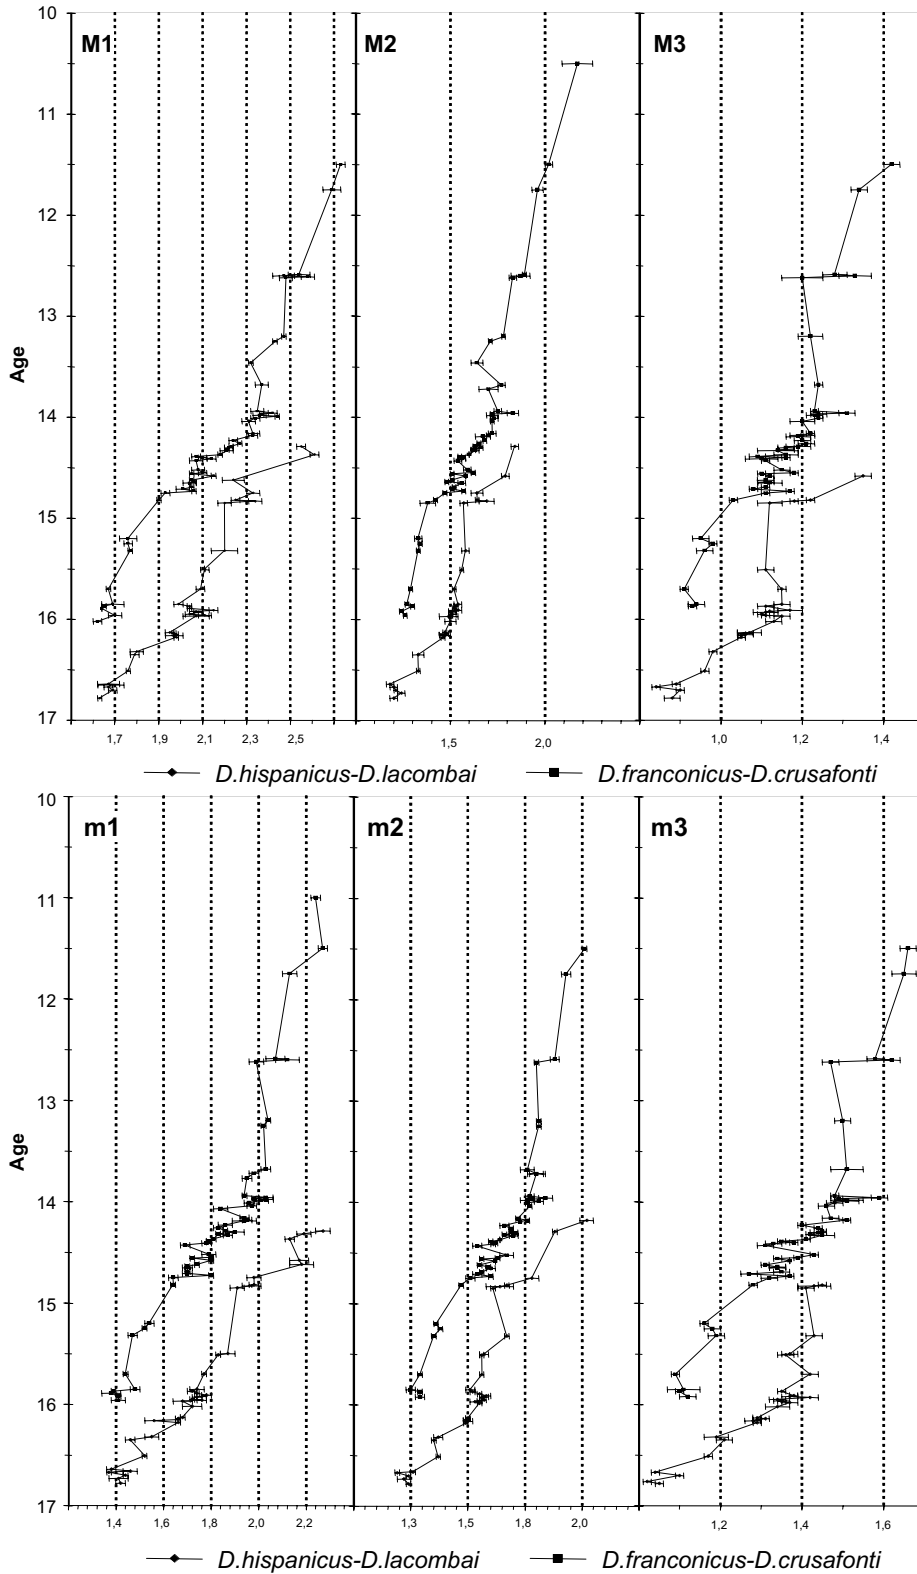 10
M1
M2
M3
11
12
13
Age
14
15
16
17
1,7 1,9 2,1 2,3 2,5
1,5 2,0
1,0 1,2 1,4
D.hispanicus-D.lacombai
D.franconicus-D.crusafonti
10
m1
m2
m3
11
12
13
Age
14
15
16
17
1,4 1,6 1,8 2,0 2,2
1,3 1,5 1,8 2,0
1,2 1,4 1,6
D.hispanicus-D.lacombai
D.franconicus-D.crusafonti